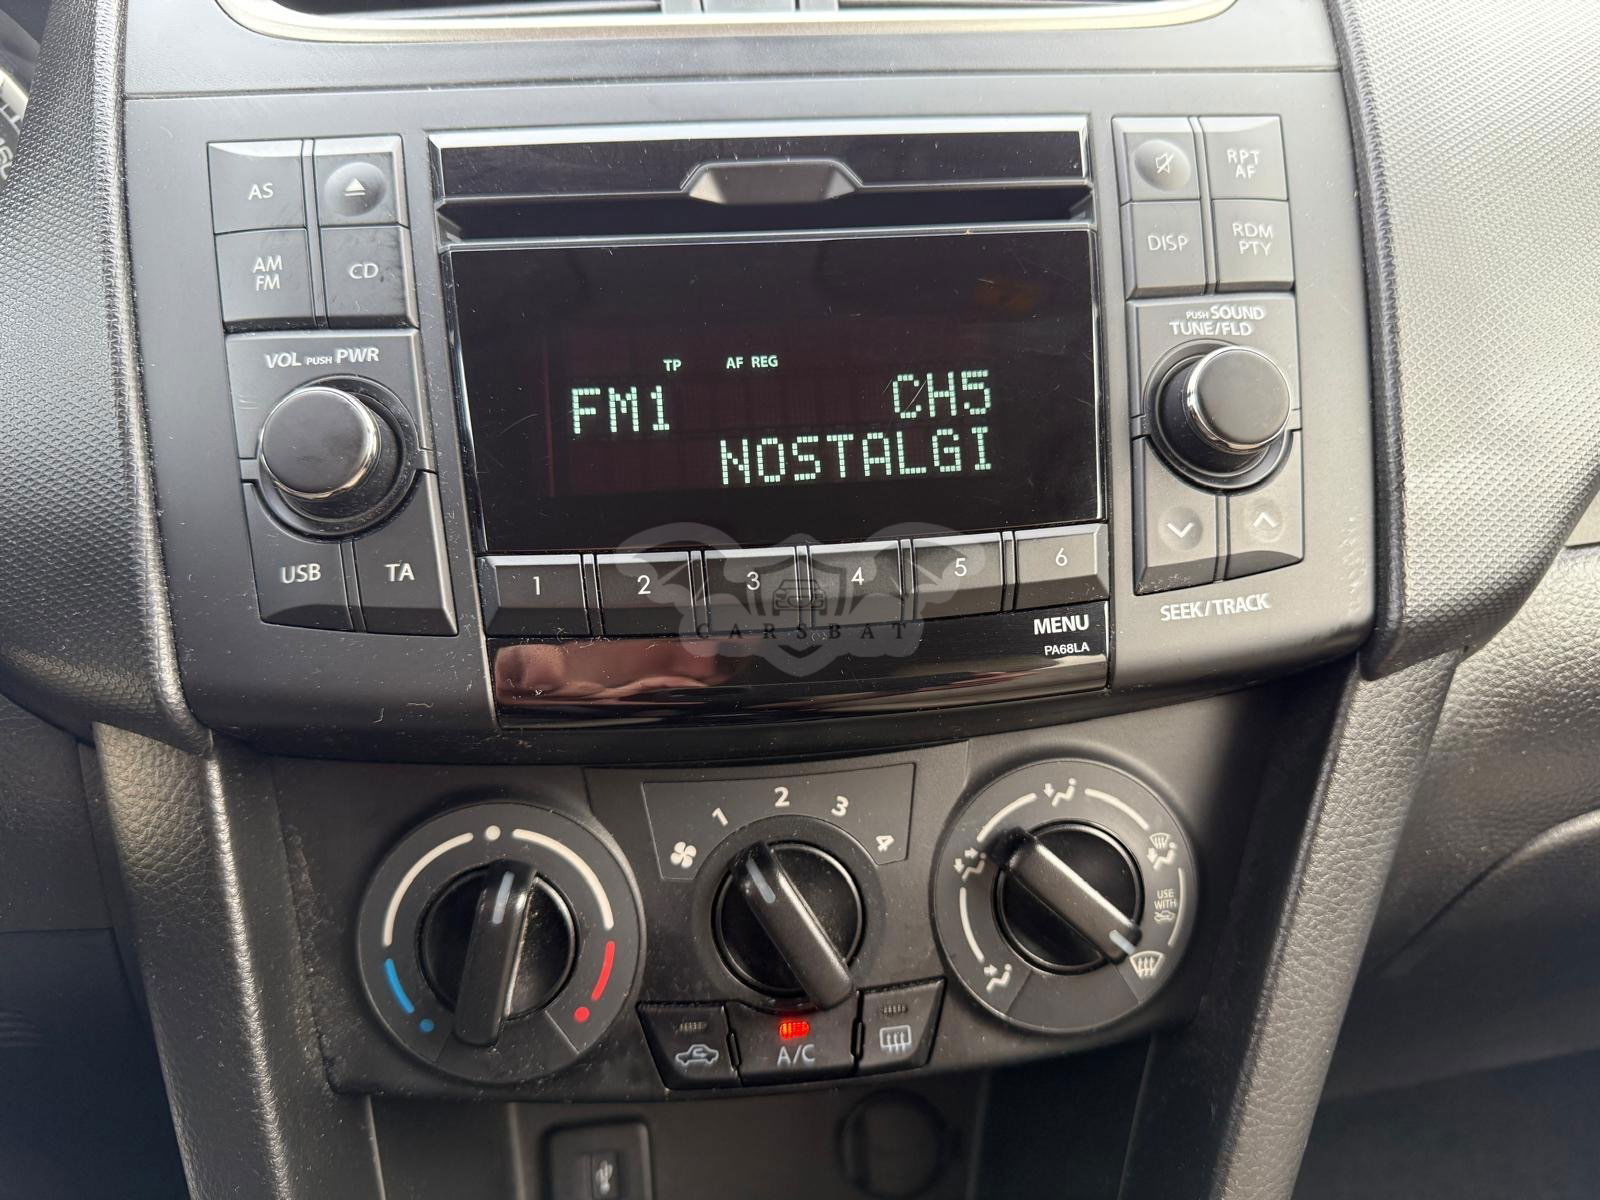 AS
AM
FM
CD
VOL PUSH PWR
USB
TA
TP AF REG
FM1 CH5
NOSTALGI
1 2 3 4 5 6
CARSBAT
MENU
PA68LA
RPT
AF
DISP
RDM
PTY
PUSH SOUND
TUNE/FLD
SEEK/TRACK
1 2 3 4
A/C
USE
WITH